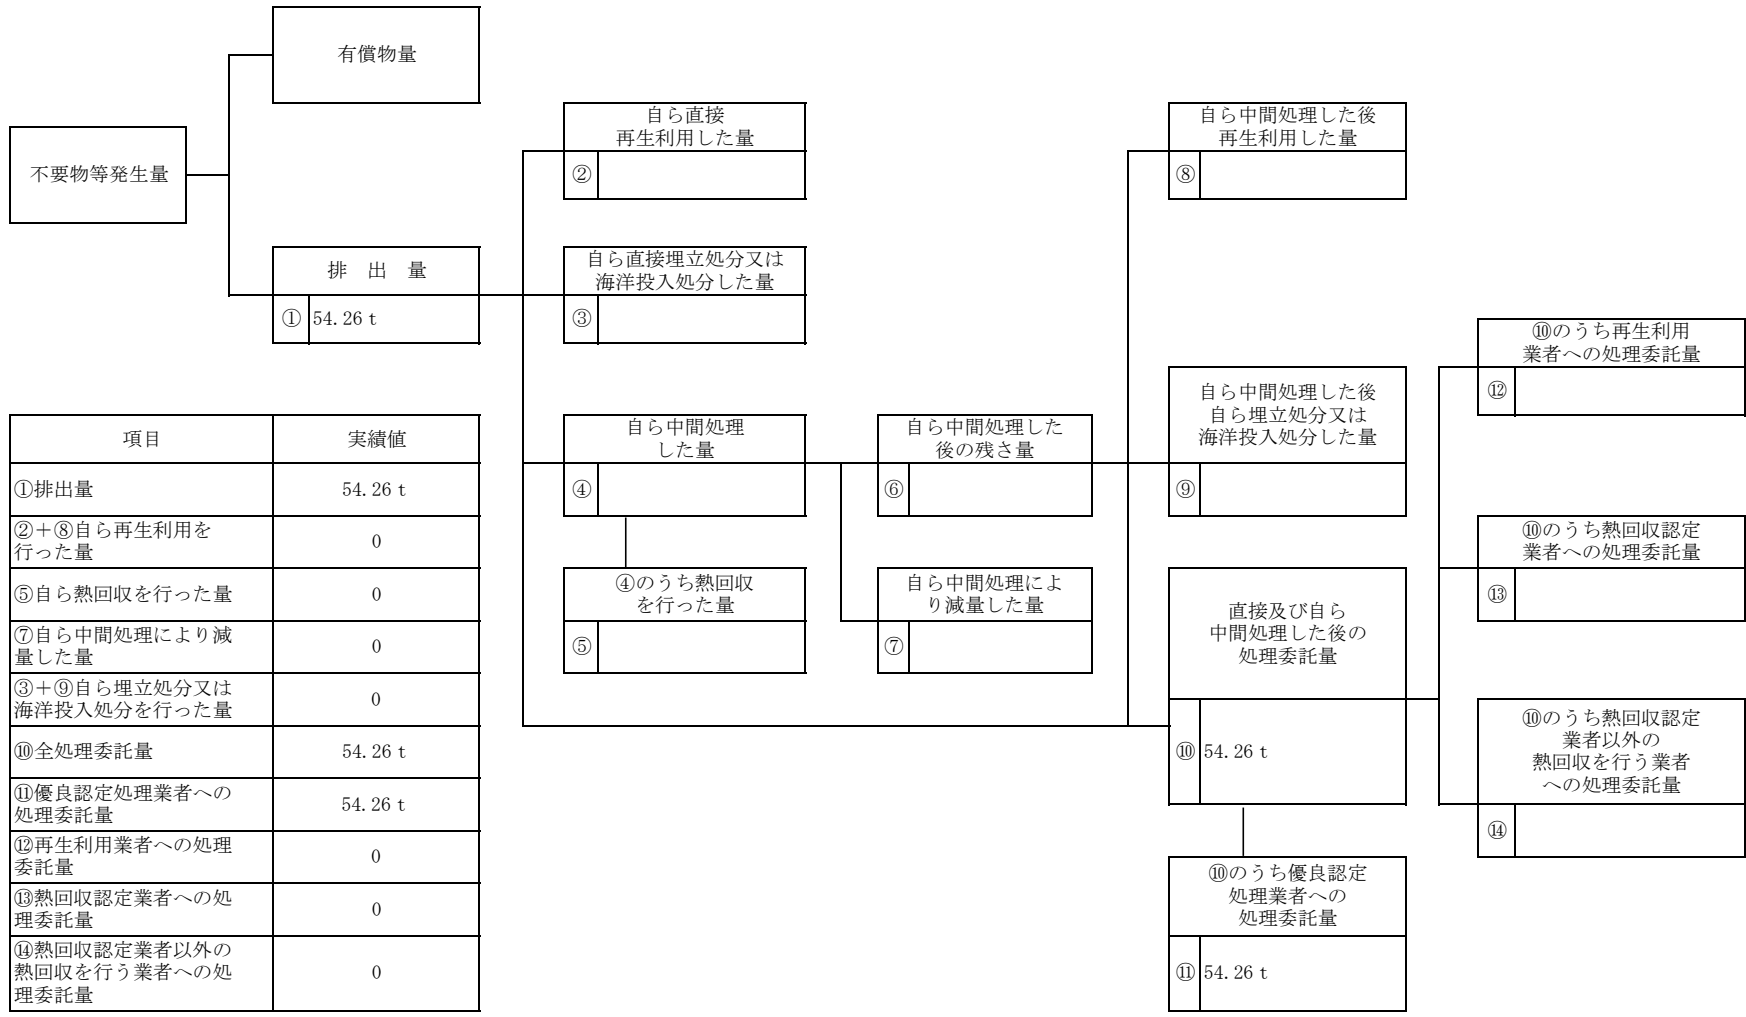 有償物量
不要物等発生量
排　出　量
① 54.26 t
自ら直接
再生利用した量
②
自ら直接埋立処分又は
海洋投入処分した量
③
自ら中間処理
した量
④
④のうち熱回収
を行った量
⑤
自ら中間処理した
後の残さ量
⑥
自ら中間処理によ
り減量した量
⑦
自ら中間処理した後
再生利用した量
⑧
自ら中間処理した後
自ら埋立処分又は
海洋投入処分した量
⑨
直接及び自ら
中間処理した後の
処理委託量
⑩ 54.26 t
⑩のうち優良認定
処理業者への
処理委託量
⑪ 54.26 t
⑩のうち再生利用
業者への処理委託量
⑫
⑩のうち熱回収認定
業者への処理委託量
⑬
⑩のうち熱回収認定
業者以外の
熱回収を行う業者
への処理委託量
⑭
項目 実績値
①排出量 54.26 t
②＋⑧自ら再生利用を
行った量 0
⑤自ら熱回収を行った量 0
⑦自ら中間処理により減
量した量 0
③＋⑨自ら埋立処分又は
海洋投入処分を行った量 0
⑩全処理委託量 54.26 t
⑪優良認定処理業者への
処理委託量 54.26 t
⑫再生利用業者への処理
委託量 0
⑬熱回収認定業者への処
理委託量 0
⑭熱回収認定業者以外の
熱回収を行う業者への処
理委託量 0